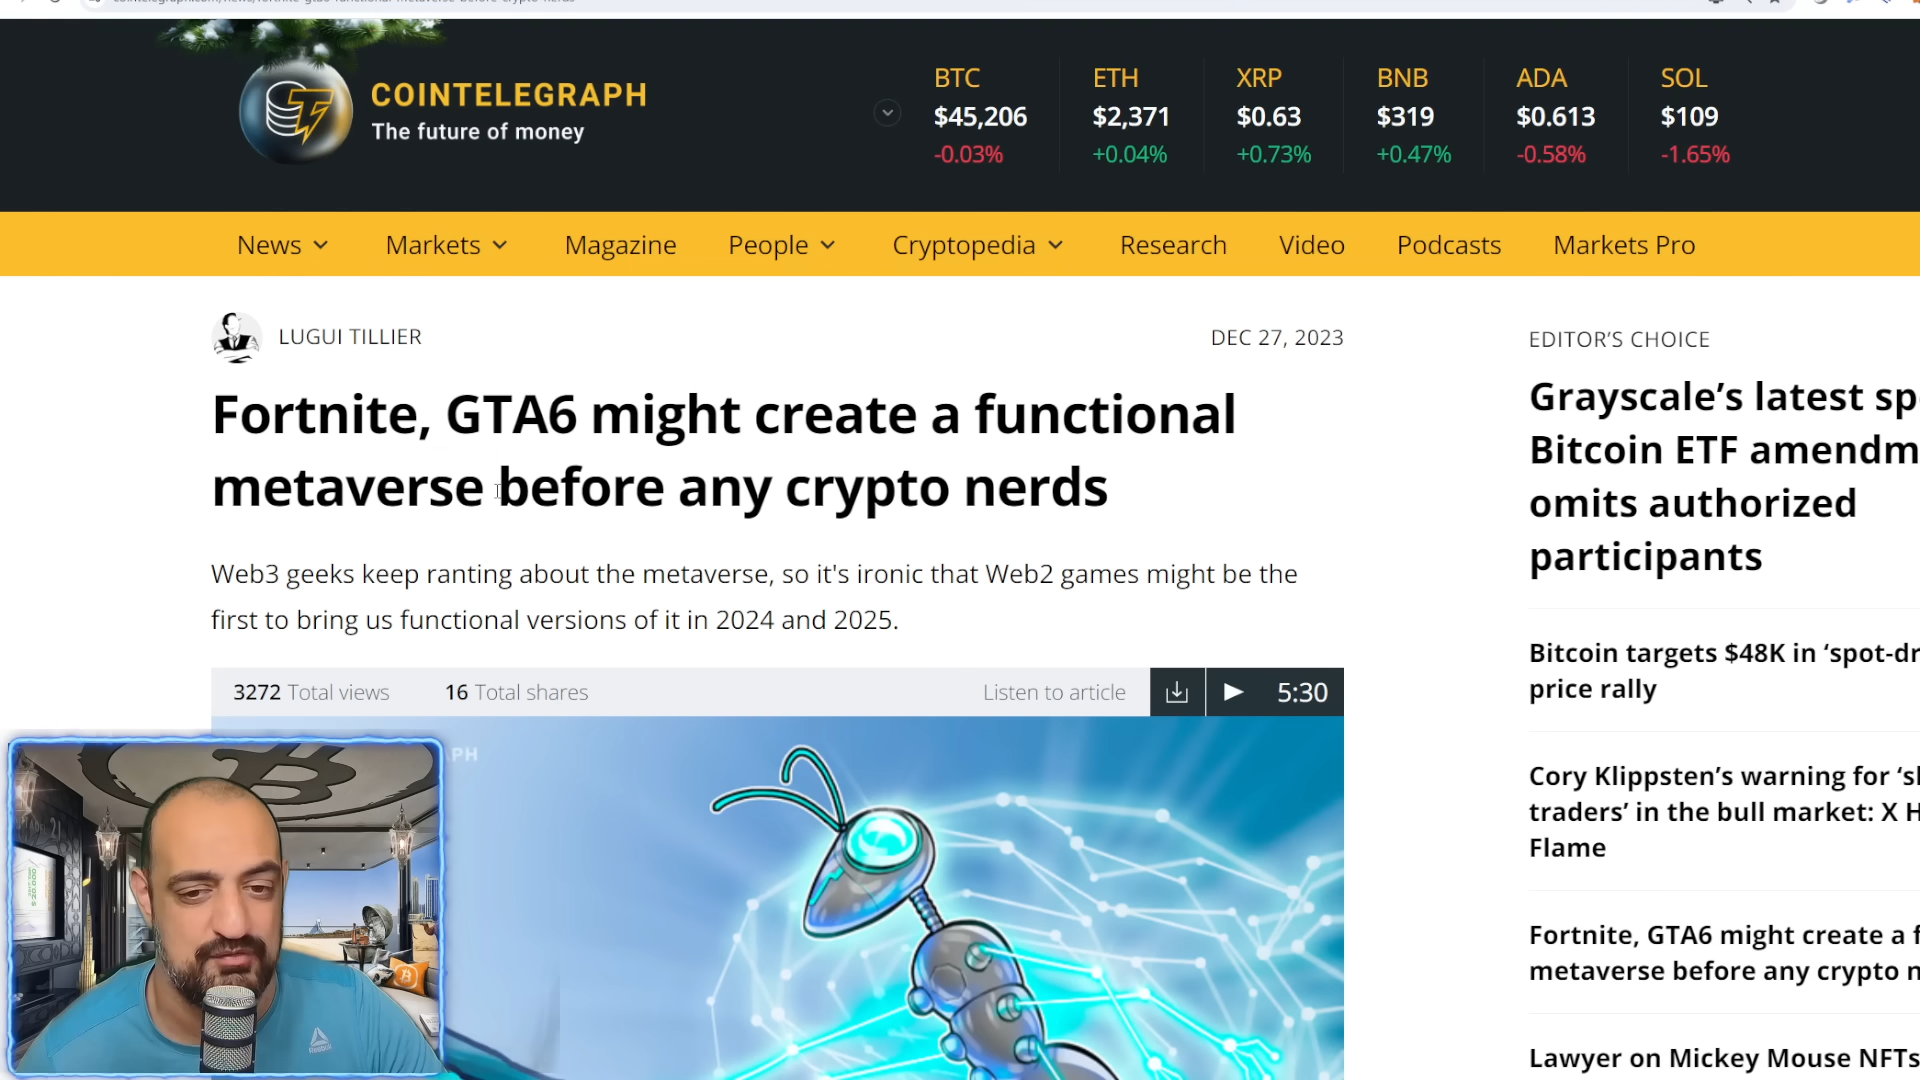 COINTELEGRAPH
The future of money
BTC
$45,206
-0.03%
ETH
$2,371
+0.04%
XRP
$0.63
+0.73%
BNB
$319
+0.47%
ADA
$0.613
-0.58%
SOL
$109
-1.65%
News
Markets
Magazine
People
Cryptopedia
Research
Video
Podcasts
Markets Pro
LUGUI TILLIER
DEC 27, 2023
Fortnite, GTA6 might create a functional
metaverse before any crypto nerds
Web3 geeks keep ranting about the metaverse, so it's ironic that Web2 games might be the
first to bring us functional versions of it in 2024 and 2025.
3272 Total views
16 Total shares
Listen to article
5:30
PH
Reebok
EDITOR'S CHOICE
Grayscale's latest sp
Bitcoin ETF amendm
omits authorized
participants
Bitcoin targets $48K in 'spot-dr
price rally
Cory Klippsten's warning for 's
traders' in the bull market: X H
Flame
Fortnite, GTA6 might create a f
metaverse before any crypto n
Lawyer on Mickey Mouse NFTs